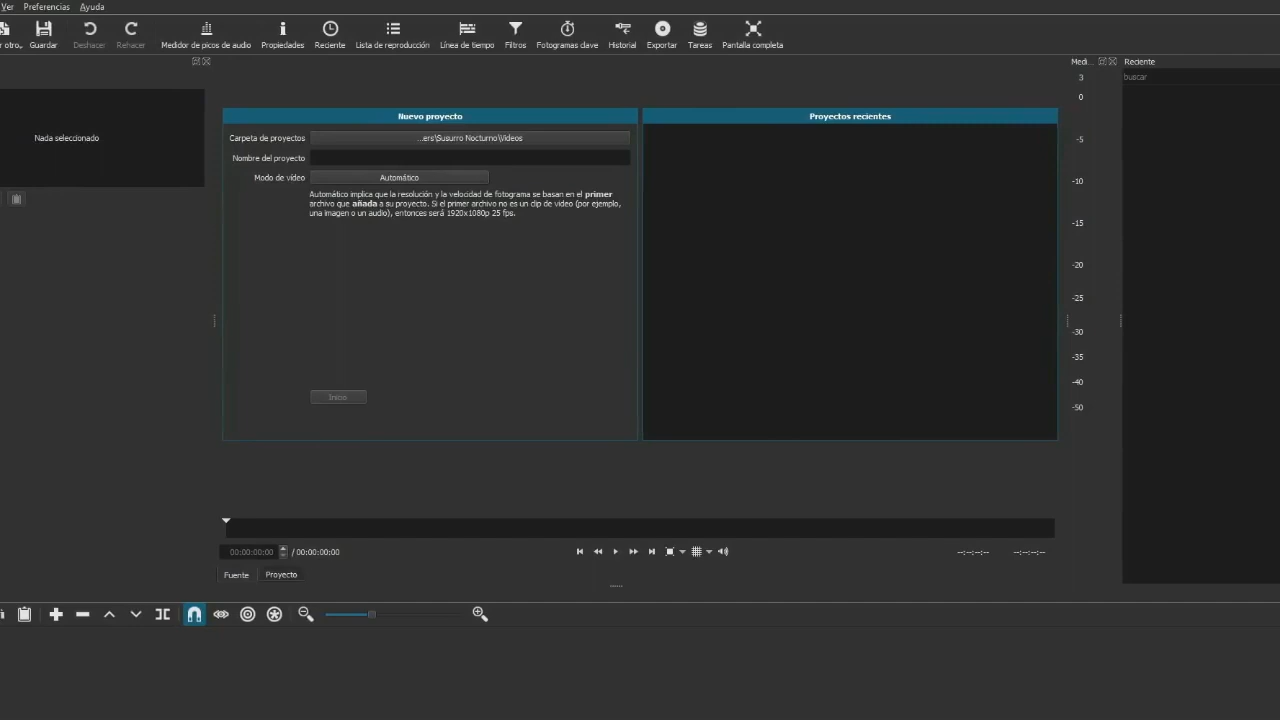 Ver Preferencias Ayuda
r otro.. Guardar Deshacer Rehacer Medidor de picos de audio Propiedades Reciente Lista de reproducción Línea de tiempo Filtros Fotogramas clave Historial Exportar Tareas Pantalla completa
Medi... Reciente
buscar
Nada seleccionado
Nuevo proyecto
Carpeta de proyectos ...ers\Susurro Nocturno\Videos
Nombre del proyecto
Modo de vídeo Automático
Automático implica que la resolución y la velocidad de fotograma se basan en el primer
archivo que añada a su proyecto. Si el primer archivo no es un clip de vídeo (por ejemplo,
una imagen o un audio), entonces será 1920x1080p 25 fps.
Inicio
Proyectos recientes
3
0
-5
-10
-15
-20
-25
-30
-35
-40
-50
00:00:00:00 / 00:00:00:00
--:--:--:-- --:--:--:--
Fuente Proyecto